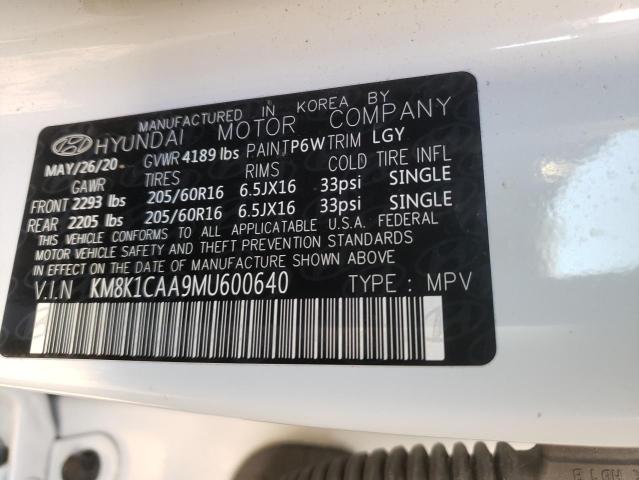 MANUFACTURED IN KOREA BY
HYUNDAI MOTOR COMPANY
MAY/26/20 GVWR 4189 lbs PAINT P6W TRIM LGY
GAWR TIRES RIMS COLD TIRE INFL
FRONT 2293 lbs 205/60R16 6.5JX16 33psi SINGLE
REAR 2205 lbs 205/60R16 6.5JX16 33psi SINGLE
THIS VEHICLE CONFORMS TO ALL APPLICATABLE U.S.A. FEDERAL
MOTOR VEHICLE SAFETY AND THEFT PREVENTION STANDARDS
IN EFFECT ON THE DATE OF MANUFACTURE SHOWN ABOVE
V.I.N KM8K1CAA9MU600640 TYPE : MPV